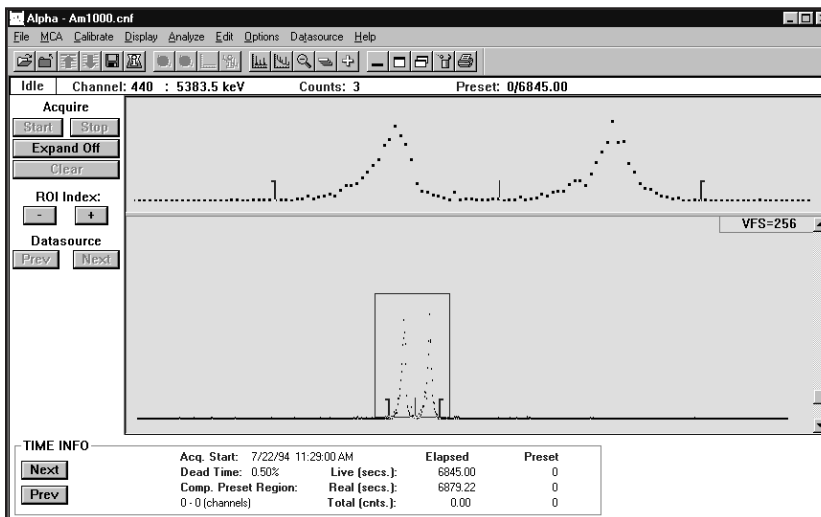 Alpha - Am1000.cnf
File MCA Calibrate Display Analyze Edit Options Datasource Help
Idle Channel: 440 : 5383.5 keV Counts: 3 Preset: 0/6845.00
Acquire
Start Stop
Expand Off
Clear
ROI Index:
- +
Datasource
Prev Next
VFS=256
TIME INFO
Next
Prev
Acq. Start: 7/22/94 11:29:00 AM Elapsed Preset
Dead Time: 0.50% Live (secs.): 6845.00 0
Comp. Preset Region: Real (secs.): 6879.22 0
0 - 0 (channels) Total (cnts.): 0.00 0